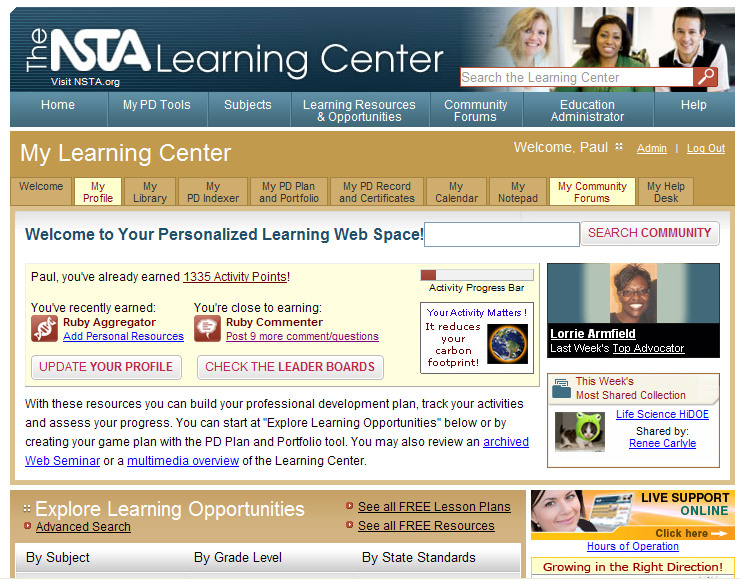 The NSTA Learning Center
Visit NSTA.org
Search the Learning Center
Home
My PD Tools
Subjects
Learning Resources
& Opportunities
Community
Forums
Education
Administrator
Help
My Learning Center
Welcome, Paul :: Admin | Log Out
Welcome
My
Profile
My
Library
My
PD Indexer
My PD Plan
and Portfolio
My PD Record
and Certificates
My
Calendar
My
Notepad
My Community
Forums
My Help
Desk
Welcome to Your Personalized Learning Web Space!
SEARCH COMMUNITY
Paul, you've already earned 1335 Activity Points!
Activity Progress Bar
You've recently earned:
Ruby Aggregator
Add Personal Resources
You're close to earning:
Ruby Commenter
Post 9 more comment/questions
Your Activity Matters !
It reduces
your
carbon
footprint!
UPDATE YOUR PROFILE
CHECK THE LEADER BOARDS
Lorrie Armfield
Last Week's Top Advocator
This Week's
Most Shared Collection
Life Science HiDOE
Shared by:
Renee Carlyle
With these resources you can build your professional development plan, track your activities
and assess your progress. You can start at "Explore Learning Opportunities" below or by
creating your game plan with the PD Plan and Portfolio tool. You may also review an archived
Web Seminar or a multimedia overview of the Learning Center.
:: Explore Learning Opportunities
Advanced Search
See all FREE Lesson Plans
See all FREE Resources
By Subject
By Grade Level
By State Standards
LIVE SUPPORT
ONLINE
Click here
Hours of Operation
Growing in the Right Direction!